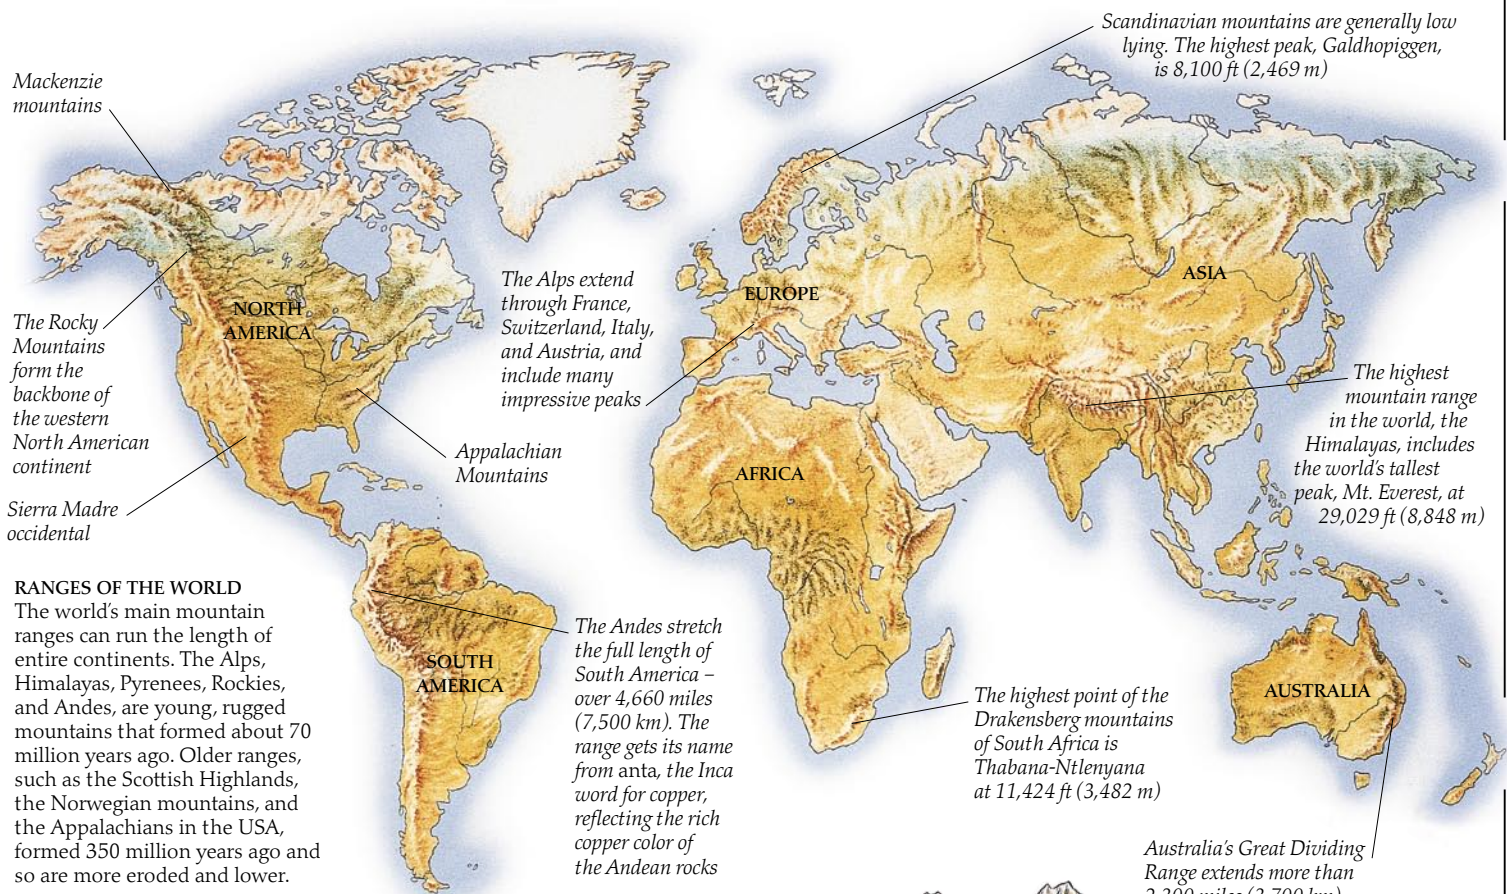 Scandinavian mountains are generally low
lying. The highest peak, Galdhopiggen,
is 8,100 ft (2,469 m)
Mackenzie
mountains
The Rocky
Mountains
form the
backbone of
the western
North American
continent
Sierra Madre
occidental
NORTH
AMERICA
Appalachian
Mountains
The Alps extend
through France,
Switzerland, Italy,
and Austria, and
include many
impressive peaks
EUROPE
ASIA
AFRICA
The highest
mountain range
in the world, the
Himalayas, includes
the world's tallest
peak, Mt. Everest, at
29,029 ft (8,848 m)
RANGES OF THE WORLD
The world's main mountain
ranges can run the length of
entire continents. The Alps,
Himalayas, Pyrenees, Rockies,
and Andes, are young, rugged
mountains that formed about 70
million years ago. Older ranges,
such as the Scottish Highlands,
the Norwegian mountains, and
the Appalachians in the USA,
formed 350 million years ago and
so are more eroded and lower.
SOUTH
AMERICA
The Andes stretch
the full length of
South America –
over 4,660 miles
(7,500 km). The
range gets its name
from anta, the Inca
word for copper,
reflecting the rich
copper color of
the Andean rocks
The highest point of the
Drakensberg mountains
of South Africa is
Thabana-Ntlenyana
at 11,424 ft (3,482 m)
AUSTRALIA
Australia's Great Dividing
Range extends more than
2,300 miles (3,700 km)